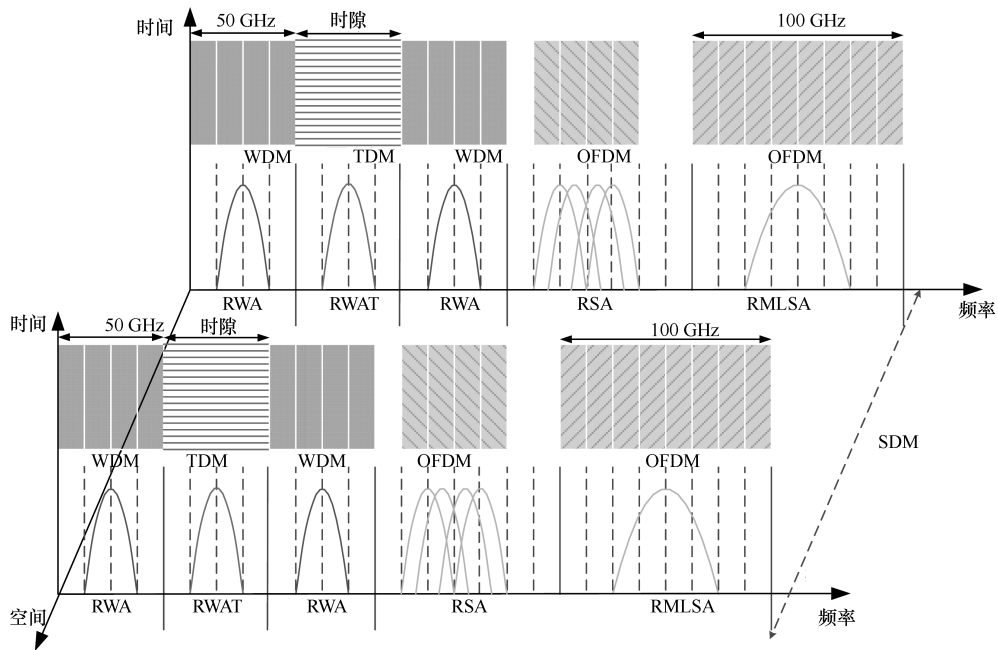 时间
50 GHz
时隙
100 GHz
WDM
TDM
WDM
OFDM
OFDM
RWA
RWAT
RWA
RSA
RMLSA
频率
时间
50 GHz
时隙
100 GHz
SDM
WDM
TDM
WDM
OFDM
OFDM
RWA
RWAT
RWA
RSA
RMLSA
空间
频率